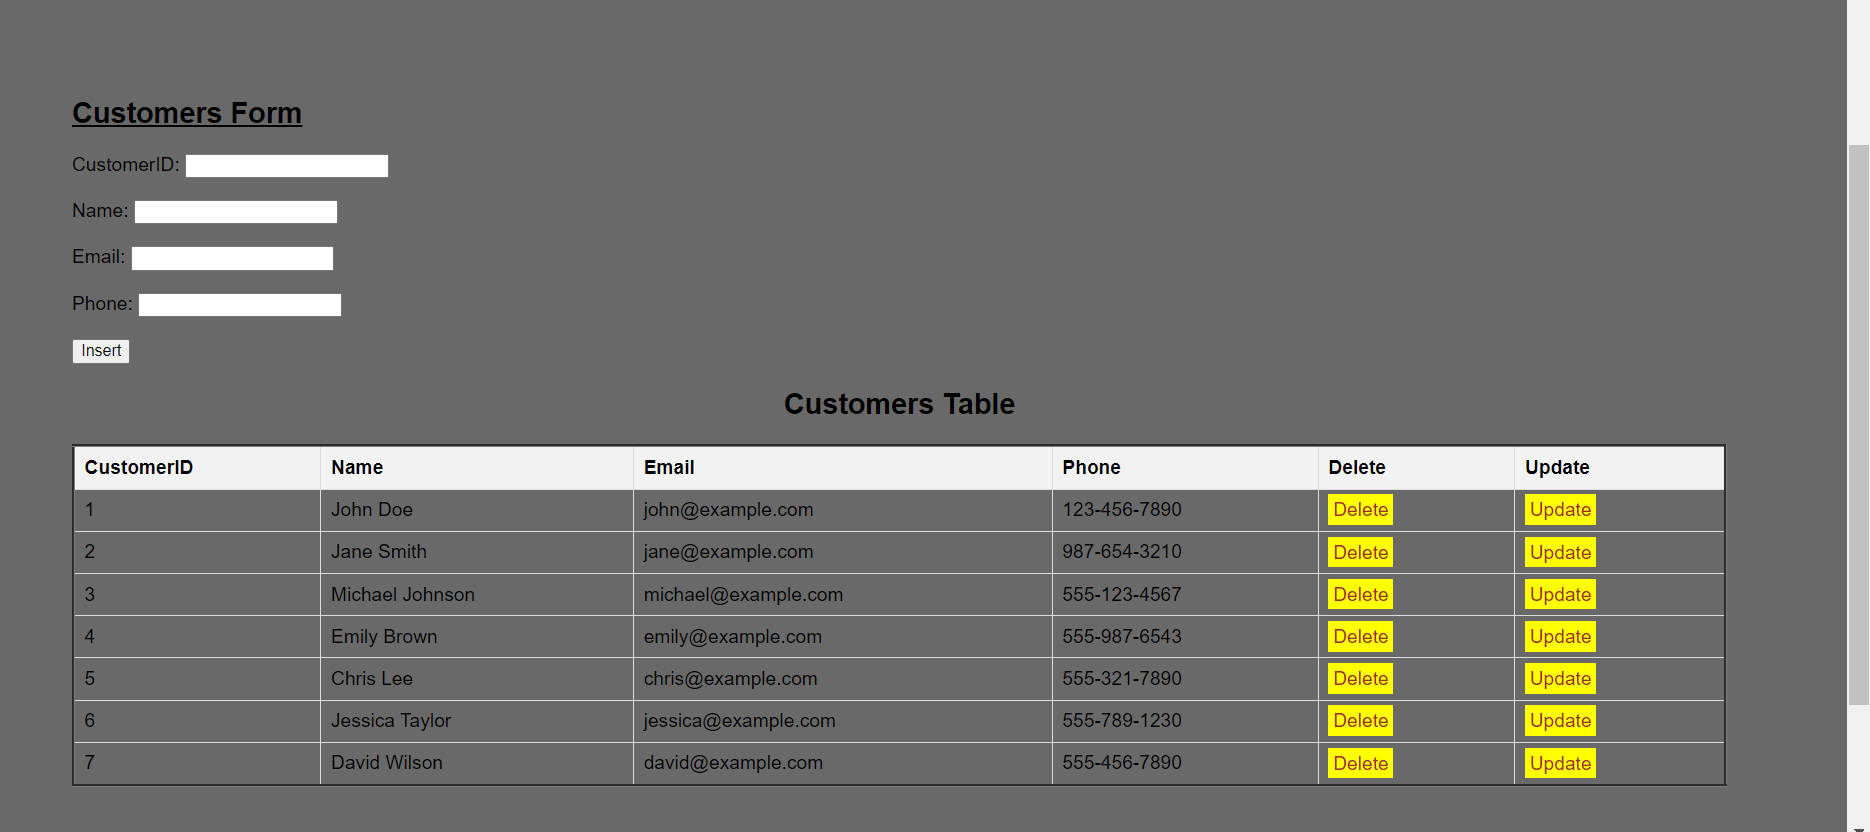 Customers Form
CustomerID:
Name:
Email:
Phone:
Insert
Customers Table
CustomerID Name Email Phone Delete Update
1 John Doe john@example.com 123-456-7890 Delete Update
2 Jane Smith jane@example.com 987-654-3210 Delete Update
3 Michael Johnson michael@example.com 555-123-4567 Delete Update
4 Emily Brown emily@example.com 555-987-6543 Delete Update
5 Chris Lee chris@example.com 555-321-7890 Delete Update
6 Jessica Taylor jessica@example.com 555-789-1230 Delete Update
7 David Wilson david@example.com 555-456-7890 Delete Update